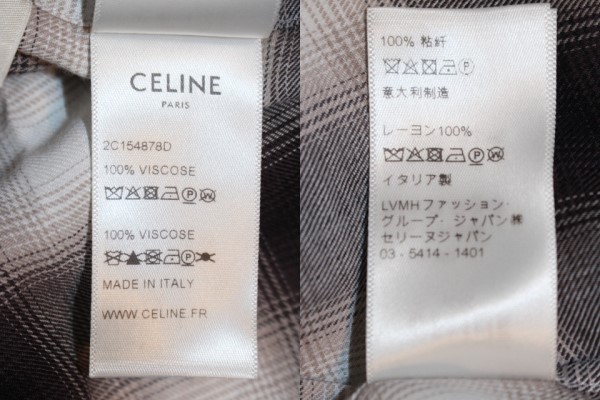 CELINE
PARIS
2C154878D
100% VISCOSE
100% VISCOSE
MADE IN ITALY
WWW.CELINE.FR
100% 粘纤
意大利制造
レーヨン100%
イタリア製
LVMHファッション·
グループ· ジャパン㈱
セリーヌジャパン
03 - 5414 - 1401